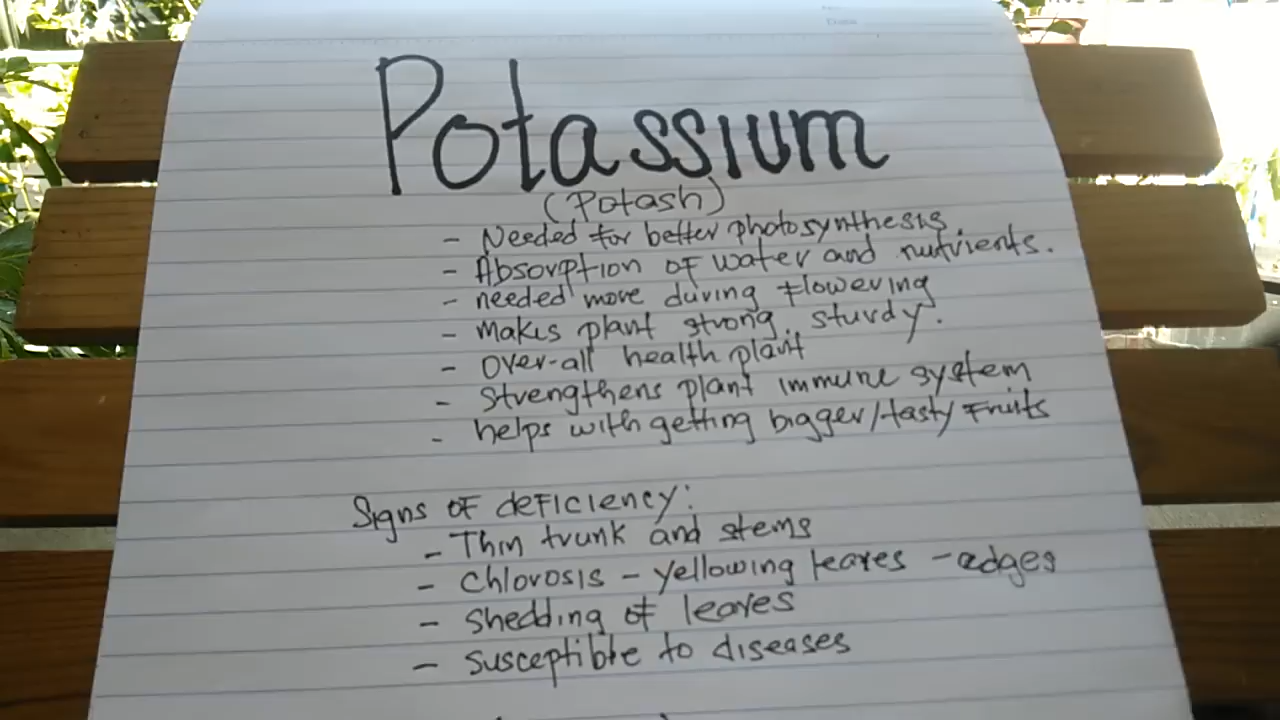 Potassium
(Potash)
- Needed for better photosynthesis.
- Absorption of water and nutrients.
- needed more during flowering
- makes plant strong, sturdy.
- over-all health plant
- strengthens plant immune system
- helps with getting bigger/tasty Fruits
Signs of deficiency:
- Thin trunk and stems
- Chlorosis - yellowing leaves - edges
- shedding of leaves
- susceptible to diseases